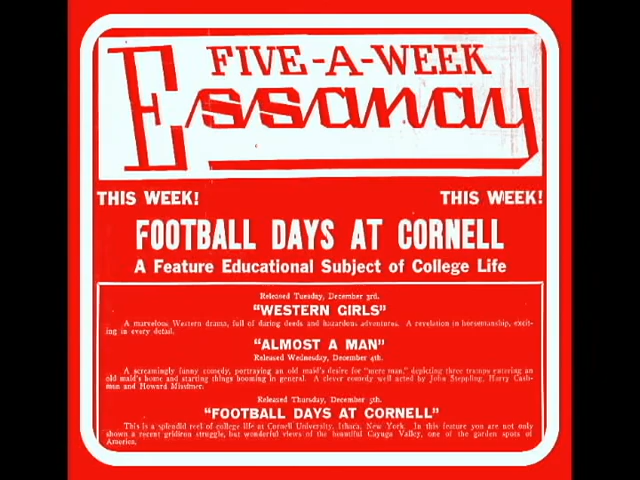 FIVE-A-WEEK
Essanay
THIS WEEK! THIS WEEK!
FOOTBALL DAYS AT CORNELL
A Feature Educational Subject of College Life
Released Tuesday, December 3rd.
"WESTERN GIRLS"
A marvelous Western drama, full of daring deeds and hazardous adventures. A revelation in horsemanship, excit-
ing in every detail.
"ALMOST A MAN"
Released Wednesday, December 4th.
A screamingly funny comedy, portraying an old maid's desire for "mere man," depicting three tramps entering an
old maid's home and starting things booming in general. A clever comedy well acted by John Steppling, Harry Cash-
man and Howard Missimer.
Released Thursday, December 5th.
"FOOTBALL DAYS AT CORNELL"
This is a splendid reel of college life at Cornell University, Ithaca, New York. In this feature you are not only
shown a recent gridiron struggle, but wonderful views of the beautiful Cayuga Valley, one of the garden spots of
America.